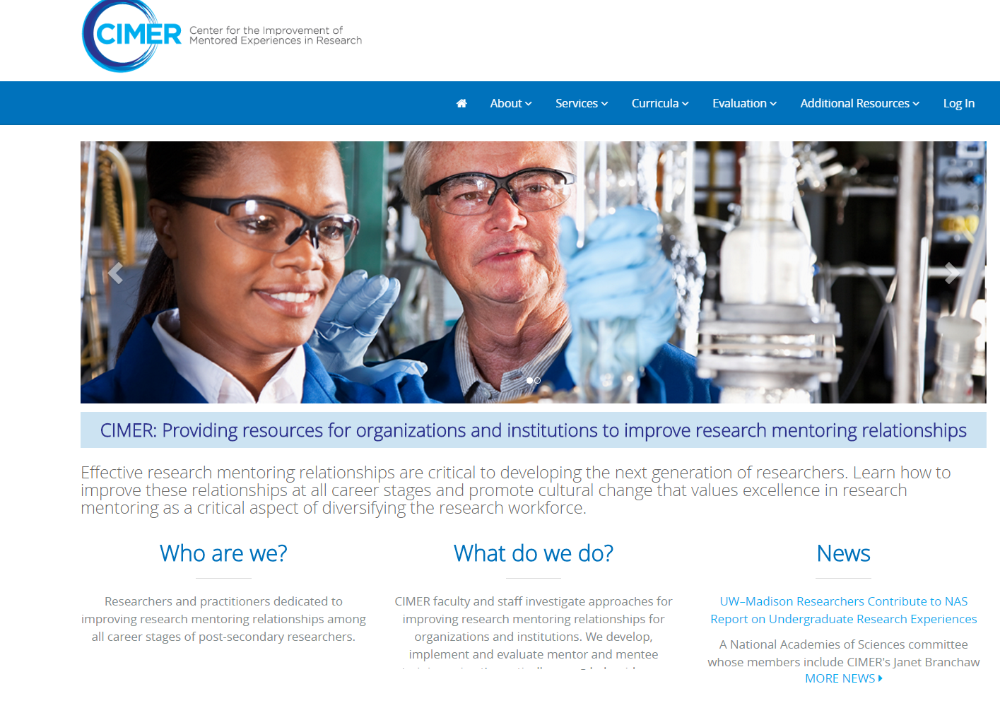 CIMER
Center for the Improvement of
Mentored Experiences in Research
About
Services
Curricula
Evaluation
Additional Resources
Log In
CIMER: Providing resources for organizations and institutions to improve research mentoring relationships
Effective research mentoring relationships are critical to developing the next generation of researchers. Learn how to
improve these relationships at all career stages and promote cultural change that values excellence in research
mentoring as a critical aspect of diversifying the research workforce.
Who are we?
Researchers and practitioners dedicated to
improving research mentoring relationships among
all career stages of post-secondary researchers.
What do we do?
CIMER faculty and staff investigate approaches for
improving research mentoring relationships for
organizations and institutions. We develop,
implement and evaluate mentor and mentee
News
UW–Madison Researchers Contribute to NAS
Report on Undergraduate Research Experiences
A National Academies of Sciences committee
whose members include CIMER's Janet Branchaw
MORE NEWS